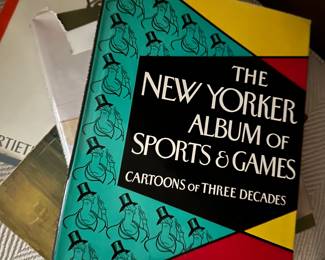 THE
NEW YORKER
ALBUM OF
SPORTS & GAMES
CARTOONS OF THREE DECADES